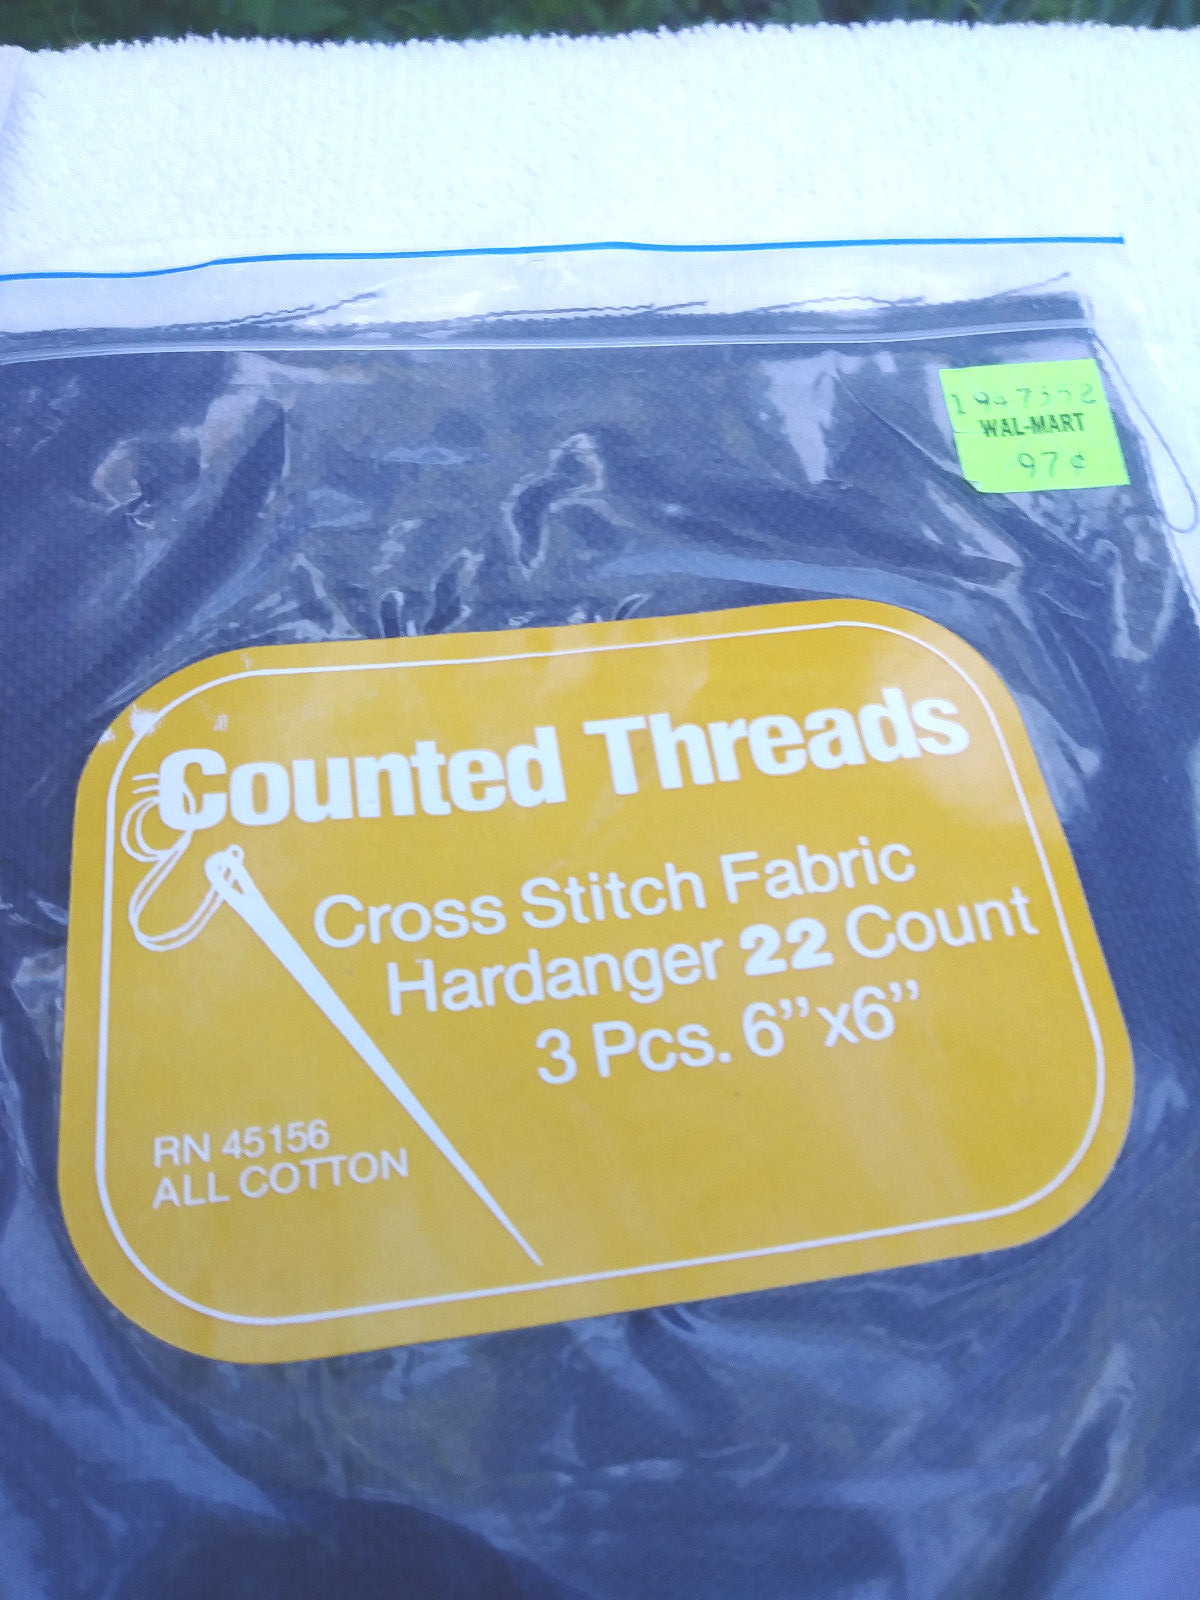 1947352
WAL-MART
97¢
Counted Threads
Cross Stitch Fabric
Hardanger 22 Count
3 Pcs. 6”x6”
RN 45156
ALL COTTON